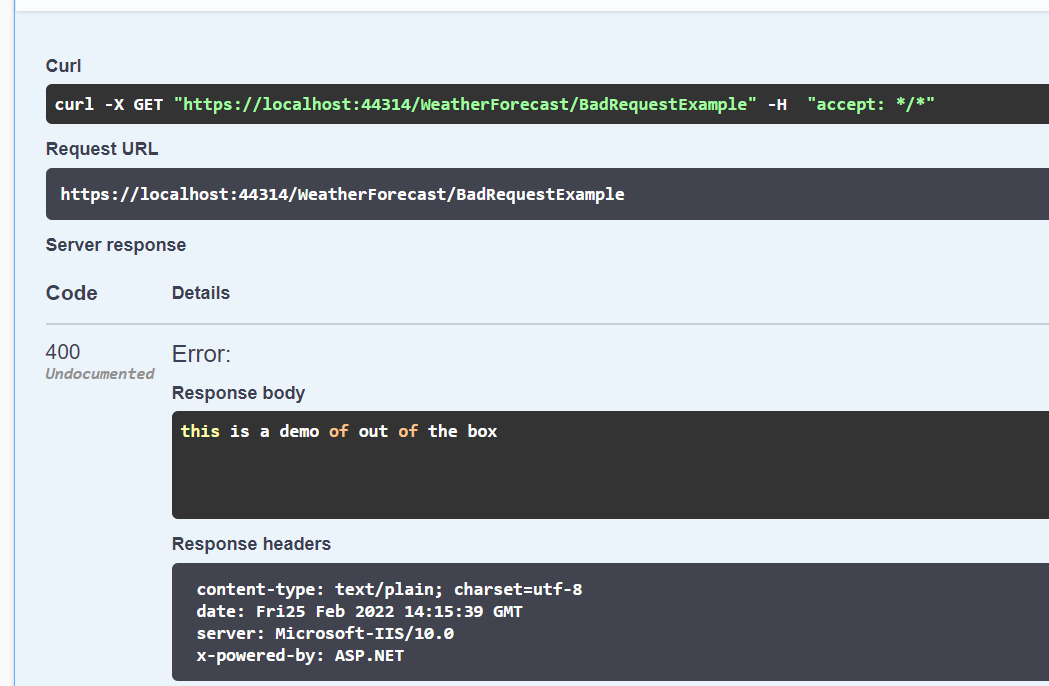 Curl
curl -X GET "https://localhost:44314/WeatherForecast/BadRequestExample" -H  "accept: */*"
Request URL
https://localhost:44314/WeatherForecast/BadRequestExample
Server response
Code Details
400 Error:
Undocumented
Response body
this is a demo of out of the box
Response headers
content-type: text/plain; charset=utf-8
date: Fri25 Feb 2022 14:15:39 GMT
server: Microsoft-IIS/10.0
x-powered-by: ASP.NET